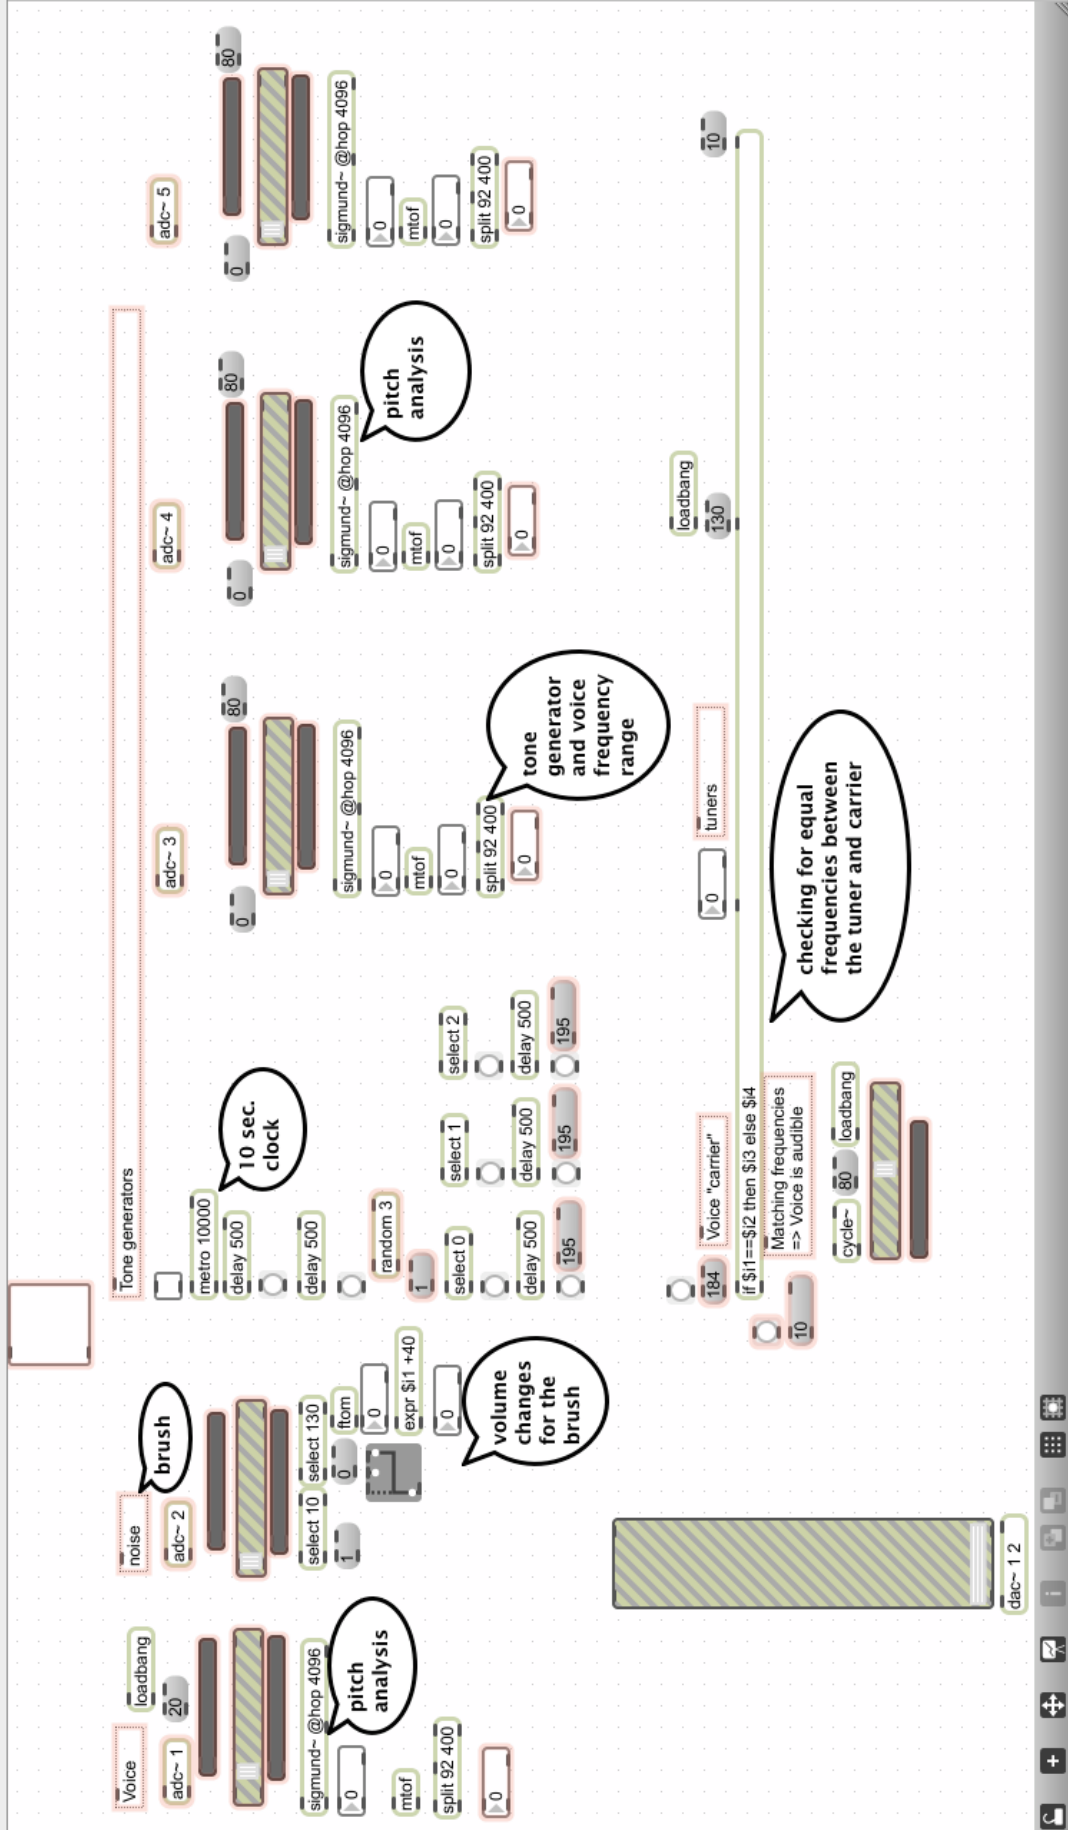 Voice
loadbang
adc~ 1
20
sigmund~ @hop 4096
pitch
analysis
0
mtof
split 92 400
0
noise
brush
adc~ 2
select 10
select 130
1
0
ftom
0
expr $i1 +40
0
volume
changes
for the
brush
dac~ 1 2
Tone generators
metro 10000
10 sec.
clock
delay 500
delay 500
random 3
1
select 0
select 1
select 2
delay 500
delay 500
delay 500
195
195
195
adc~ 3
0
80
sigmund~ @hop 4096
0
mtof
0
split 92 400
0
tone
generator
and voice
frequency
range
adc~ 4
0
80
sigmund~ @hop 4096
pitch
analysis
0
mtof
0
split 92 400
0
adc~ 5
0
80
sigmund~ @hop 4096
0
mtof
0
split 92 400
0
184
Voice "carrier"
0
tuners
loadbang
130
10
if $i1==$i2 then $i3 else $i4
Matching frequencies
=> Voice is audible
10
checking for equal
frequencies between
the tuner and carrier
cycle~
80
loadbang